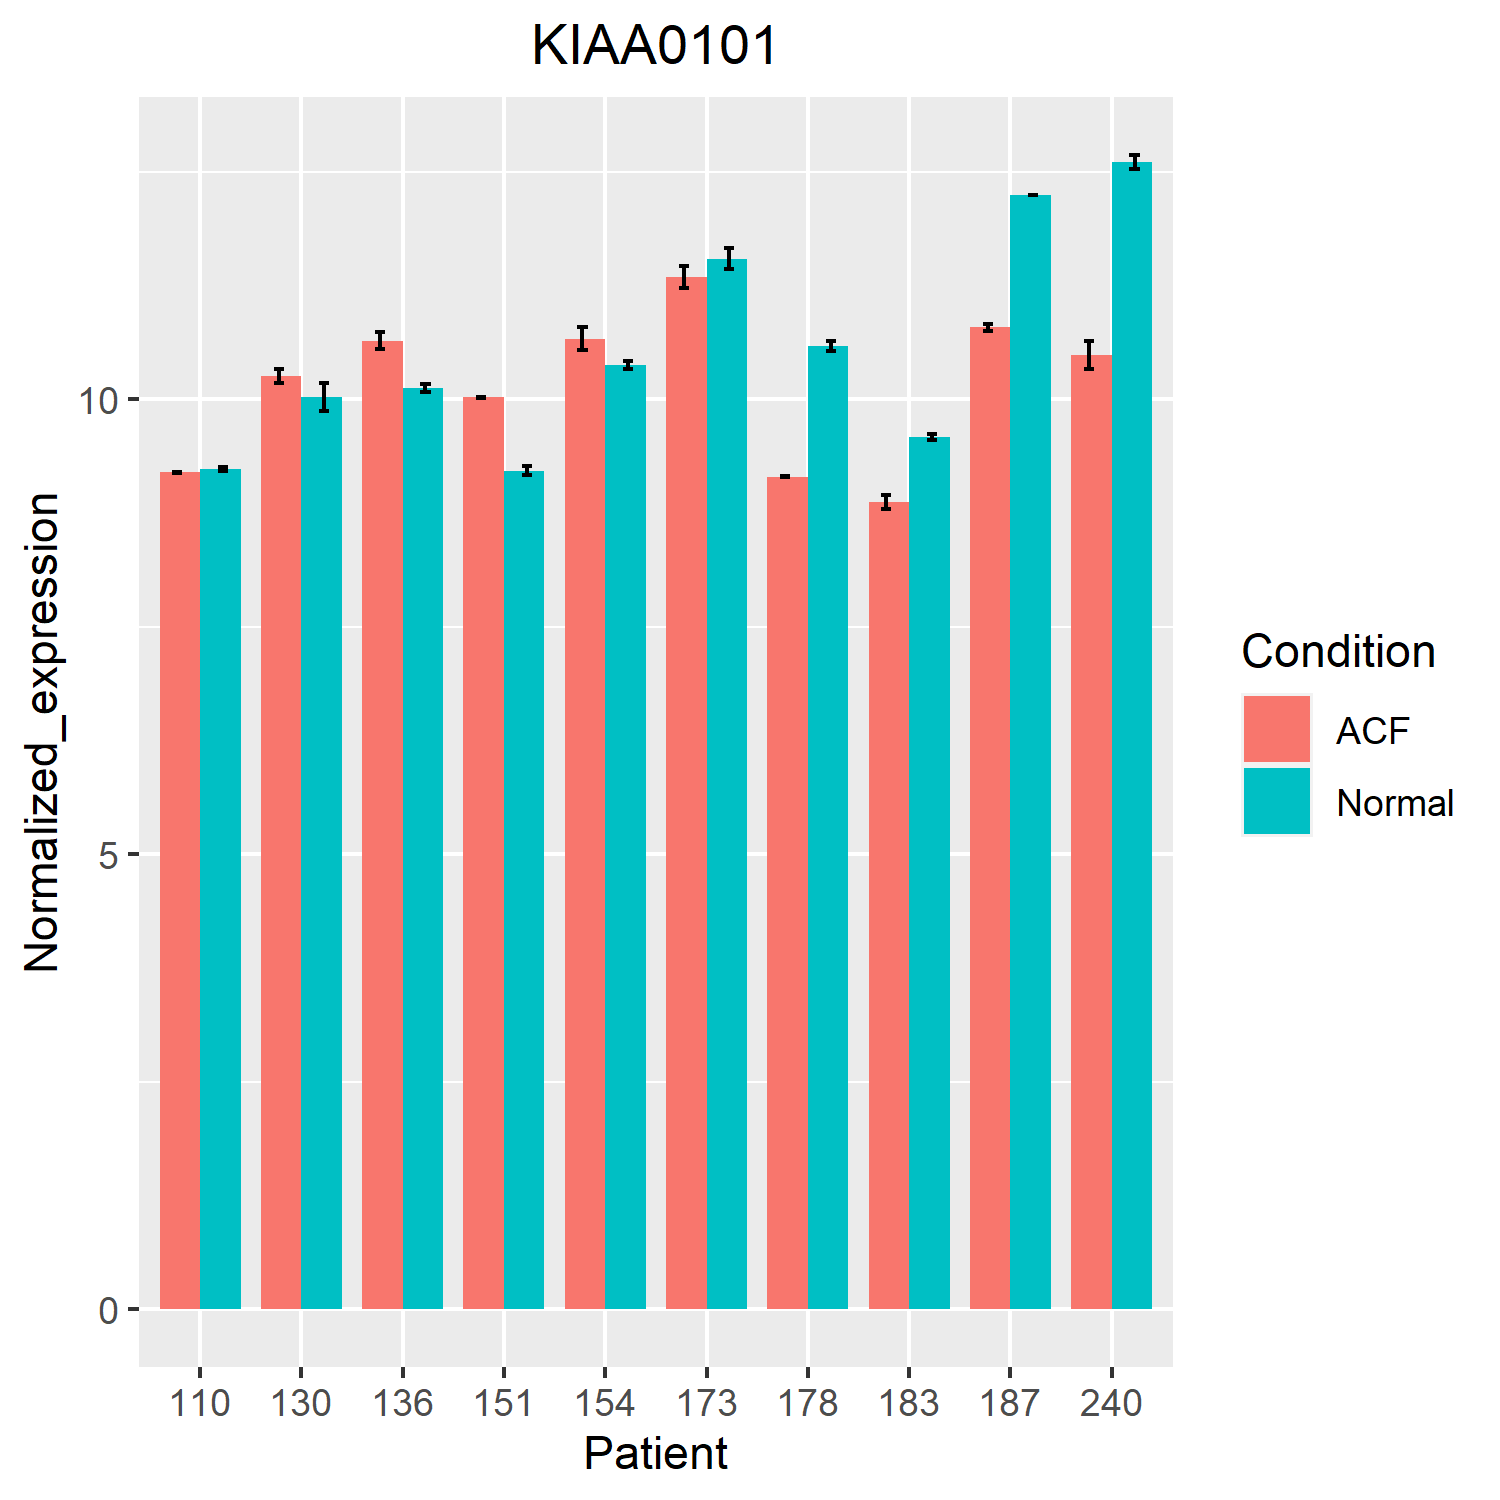 KIAA0101
Normalized_expression
10
5
0
110 130 136 151 154 173 178 183 187 240
Patient
Condition
ACF
Normal